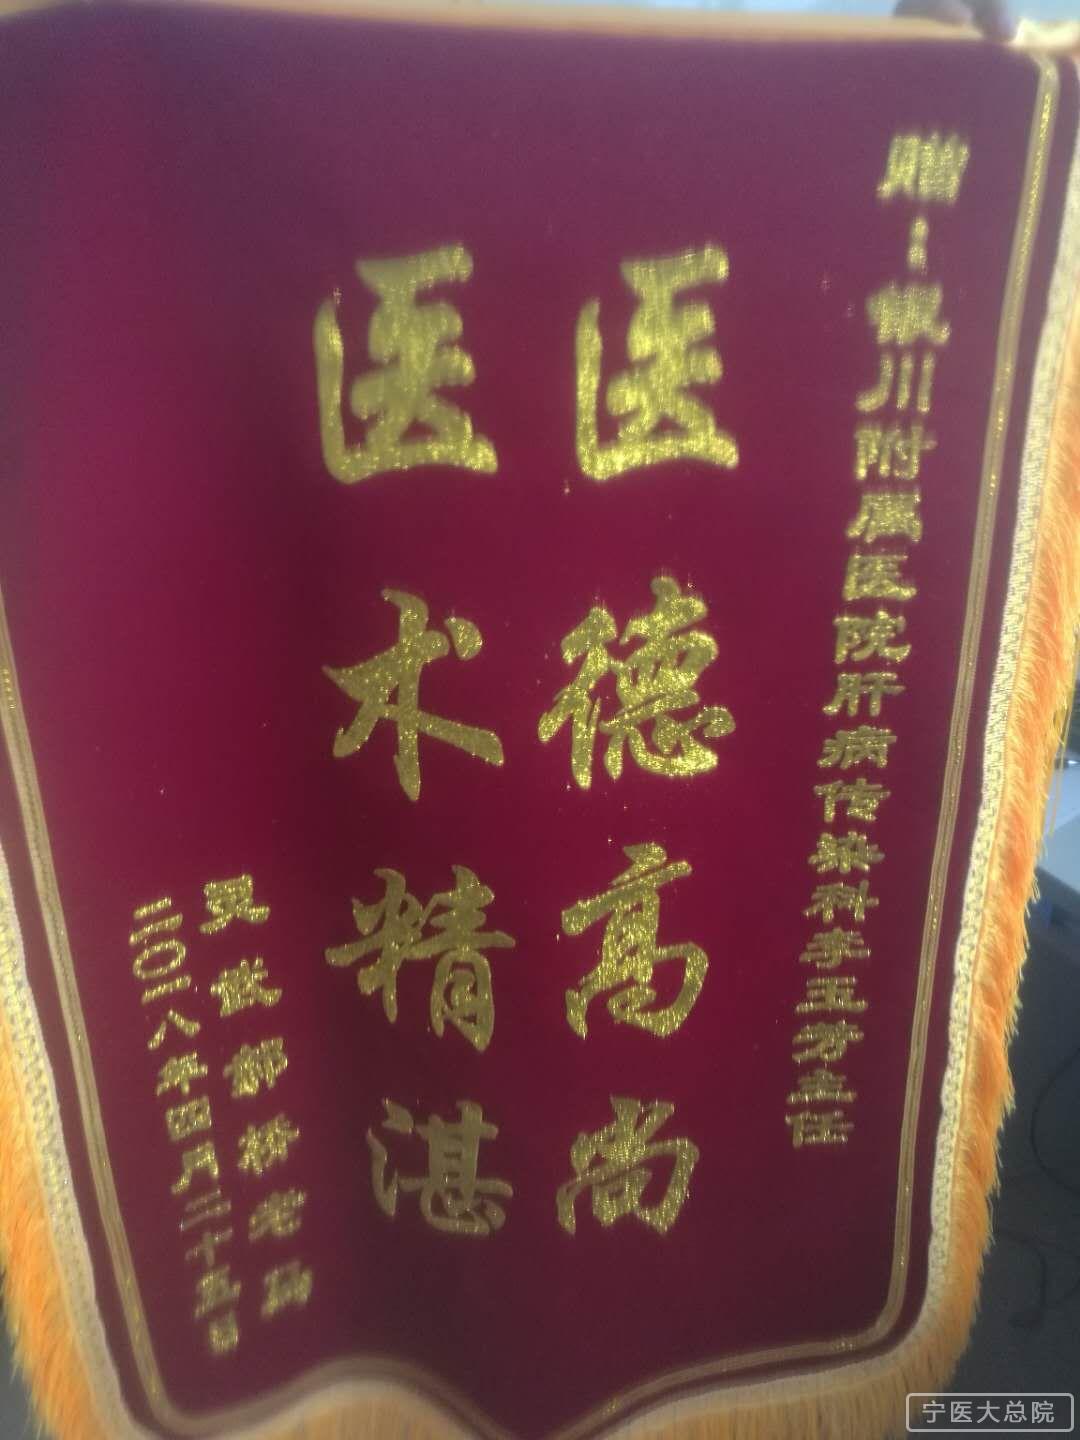 赠:银川附属医院肝病传染科李玉芳主任
医德高尚
医术精湛
灵武郝桥老马
二〇一八年四月二十五日
宁医大总院